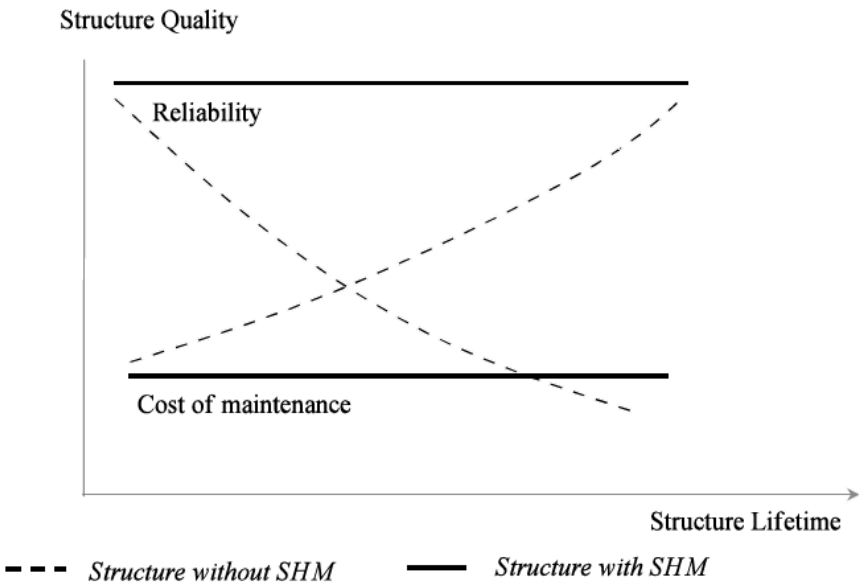 Structure Quality
Reliability
Cost of maintenance
Structure Lifetime
Structure without SHM
Structure with SHM